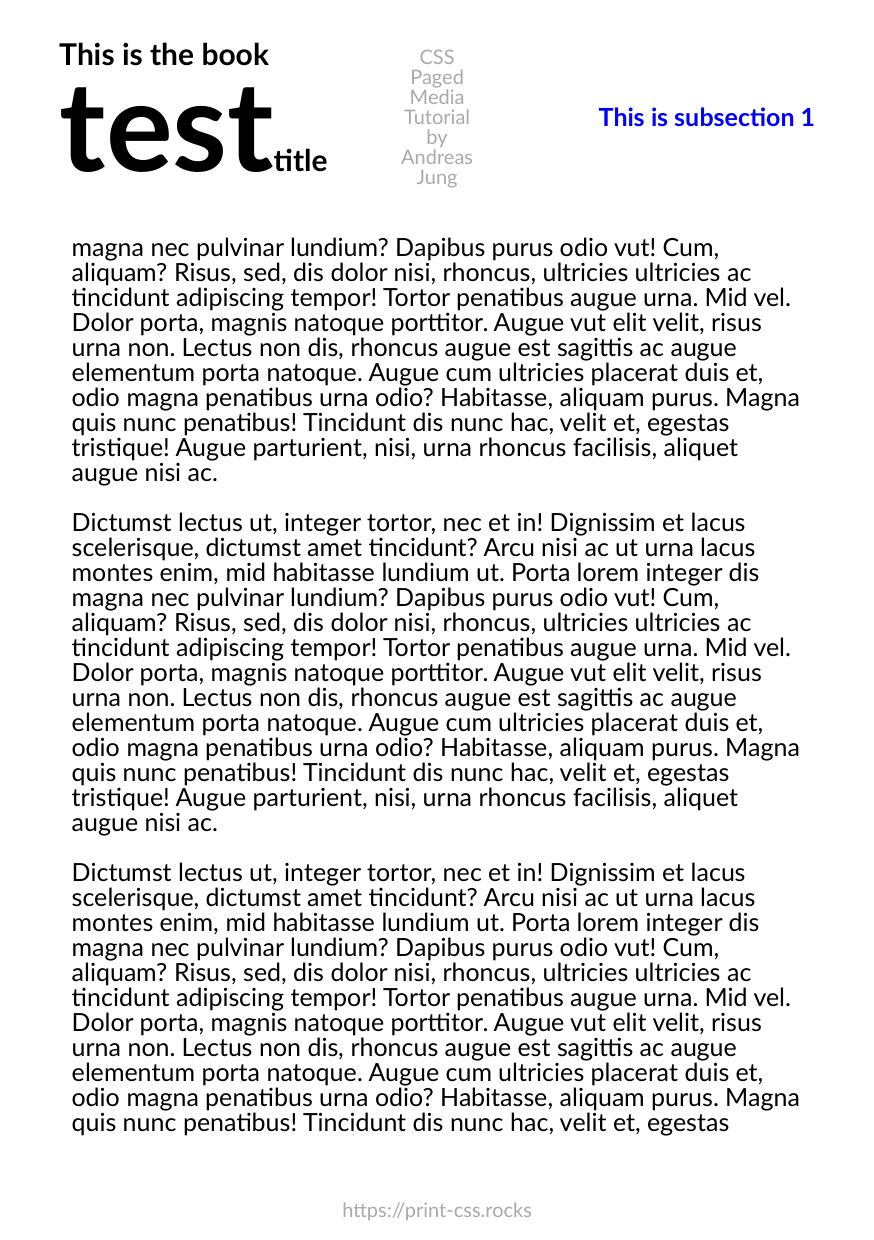 This is the book
test title
CSS
Paged
Media
Tutorial
by
Andreas
Jung
This is subsection 1
magna nec pulvinar lundium? Dapibus purus odio vut! Cum,
aliquam? Risus, sed, dis dolor nisi, rhoncus, ultricies ultricies ac
tincidunt adipiscing tempor! Tortor penatibus augue urna. Mid vel.
Dolor porta, magnis natoque porttitor. Augue vut elit velit, risus
urna non. Lectus non dis, rhoncus augue est sagittis ac augue
elementum porta natoque. Augue cum ultricies placerat duis et,
odio magna penatibus urna odio? Habitasse, aliquam purus. Magna
quis nunc penatibus! Tincidunt dis nunc hac, velit et, egestas
tristique! Augue parturient, nisi, urna rhoncus facilisis, aliquet
augue nisi ac.
Dictumst lectus ut, integer tortor, nec et in! Dignissim et lacus
scelerisque, dictumst amet tincidunt? Arcu nisi ac ut urna lacus
montes enim, mid habitasse lundium ut. Porta lorem integer dis
magna nec pulvinar lundium? Dapibus purus odio vut! Cum,
aliquam? Risus, sed, dis dolor nisi, rhoncus, ultricies ultricies ac
tincidunt adipiscing tempor! Tortor penatibus augue urna. Mid vel.
Dolor porta, magnis natoque porttitor. Augue vut elit velit, risus
urna non. Lectus non dis, rhoncus augue est sagittis ac augue
elementum porta natoque. Augue cum ultricies placerat duis et,
odio magna penatibus urna odio? Habitasse, aliquam purus. Magna
quis nunc penatibus! Tincidunt dis nunc hac, velit et, egestas
tristique! Augue parturient, nisi, urna rhoncus facilisis, aliquet
augue nisi ac.
Dictumst lectus ut, integer tortor, nec et in! Dignissim et lacus
scelerisque, dictumst amet tincidunt? Arcu nisi ac ut urna lacus
montes enim, mid habitasse lundium ut. Porta lorem integer dis
magna nec pulvinar lundium? Dapibus purus odio vut! Cum,
aliquam? Risus, sed, dis dolor nisi, rhoncus, ultricies ultricies ac
tincidunt adipiscing tempor! Tortor penatibus augue urna. Mid vel.
Dolor porta, magnis natoque porttitor. Augue vut elit velit, risus
urna non. Lectus non dis, rhoncus augue est sagittis ac augue
elementum porta natoque. Augue cum ultricies placerat duis et,
odio magna penatibus urna odio? Habitasse, aliquam purus. Magna
quis nunc penatibus! Tincidunt dis nunc hac, velit et, egestas
https://print-css.rocks